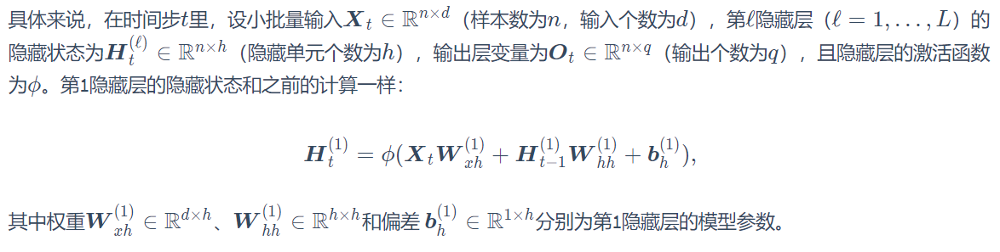 具体来说，在时间步$t$里，设小批量输入$\boldsymbol{X}_t \in \mathbb{R}^{n \times d}$（样本数为$n$，输入个数为$d$），第$\ell$隐藏层（$\ell=1,\ldots,L$）的
隐藏状态为$\boldsymbol{H}_t^{(\ell)} \in \mathbb{R}^{n \times h}$（隐藏单元个数为$h$），输出层变量为$\boldsymbol{O}_t \in \mathbb{R}^{n \times q}$（输出个数为$q$），且隐藏层的激活函数
为$\phi$。第1隐藏层的隐藏状态和之前的计算一样：
$\boldsymbol{H}_t^{(1)} = \phi(\boldsymbol{X}_t \boldsymbol{W}_{xh}^{(1)} + \boldsymbol{H}_{t-1}^{(1)} \boldsymbol{W}_{hh}^{(1)} + \boldsymbol{b}_h^{(1)}),$
其中权重$\boldsymbol{W}_{xh}^{(1)} \in \mathbb{R}^{d \times h}$、$\boldsymbol{W}_{hh}^{(1)} \in \mathbb{R}^{h \times h}$和偏差 $\boldsymbol{b}_h^{(1)} \in \mathbb{R}^{1 \times h}$分别为第1隐藏层的模型参数。